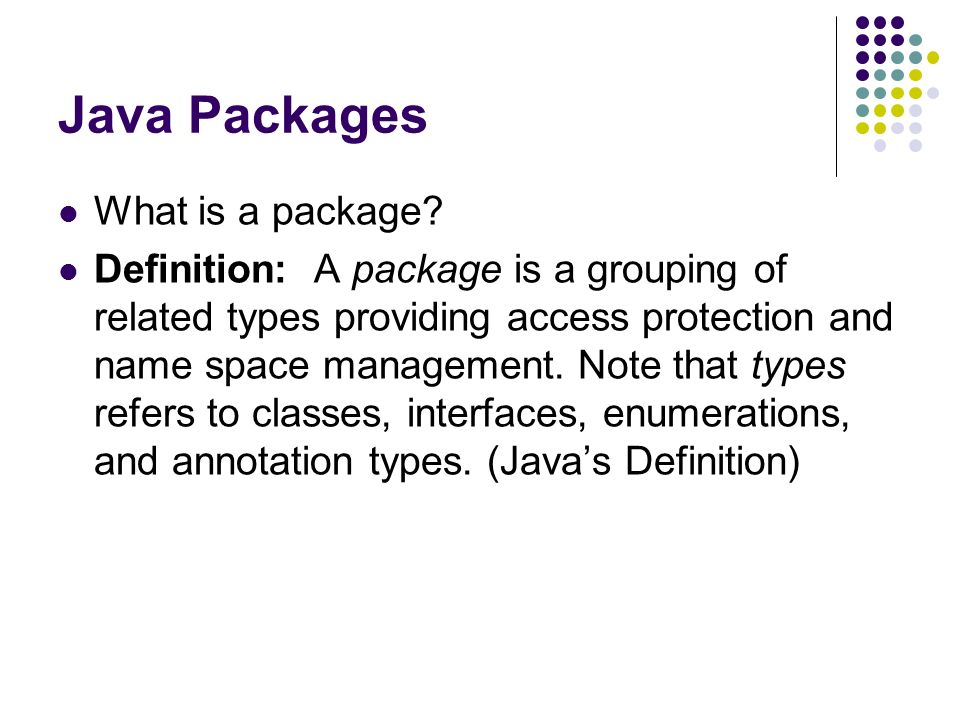 Java Packages
What is a package?
Definition: A package is a grouping of
related types providing access protection and
name space management. Note that types
refers to classes, interfaces, enumerations,
and annotation types. (Java’s Definition)